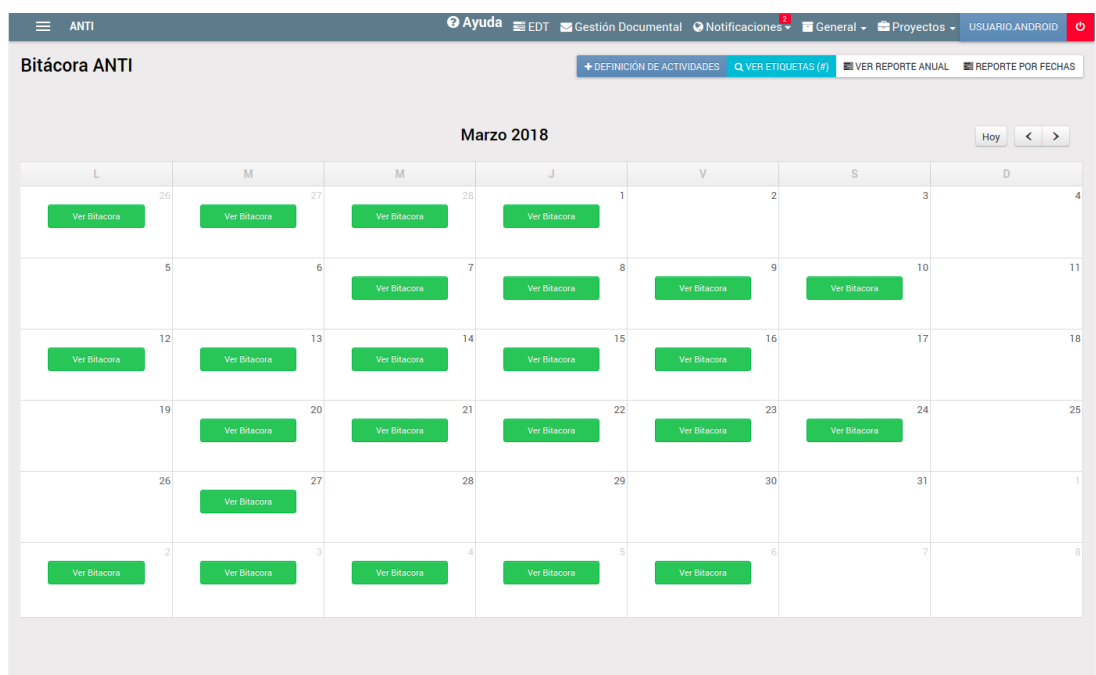 ANTI Ayuda EDT Gestión Documental Notificaciones 2 General Proyectos USUARIO.ANDROID
Bitácora ANTI
+ DEFINICIÓN DE ACTIVIDADES VER ETIQUETAS (#) VER REPORTE ANUAL REPORTE POR FECHAS
Marzo 2018 Hoy < >
L M M J V S D
26 27 28 1 2 3 4
Ver Bitacora Ver Bitacora Ver Bitacora Ver Bitacora
5 6 7 8 9 10 11
Ver Bitacora Ver Bitacora Ver Bitacora Ver Bitacora
12 13 14 15 16 17 18
Ver Bitacora Ver Bitacora Ver Bitacora Ver Bitacora Ver Bitacora
19 20 21 22 23 24 25
Ver Bitacora Ver Bitacora Ver Bitacora Ver Bitacora Ver Bitacora
26 27 28 29 30 31 1
Ver Bitacora
2 3 4 5 6 7 8
Ver Bitacora Ver Bitacora Ver Bitacora Ver Bitacora Ver Bitacora